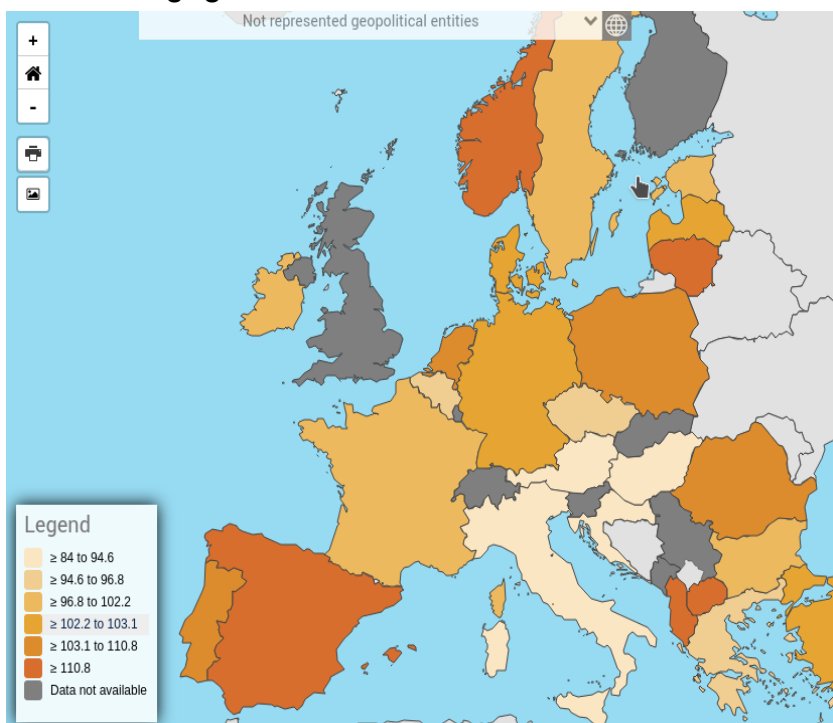 Not represented geopolitical entities
+
-
Legend
≥ 84 to 94.6
≥ 94.6 to 96.8
≥ 96.8 to 102.2
≥ 102.2 to 103.1
≥ 103.1 to 110.8
≥ 110.8
Data not available